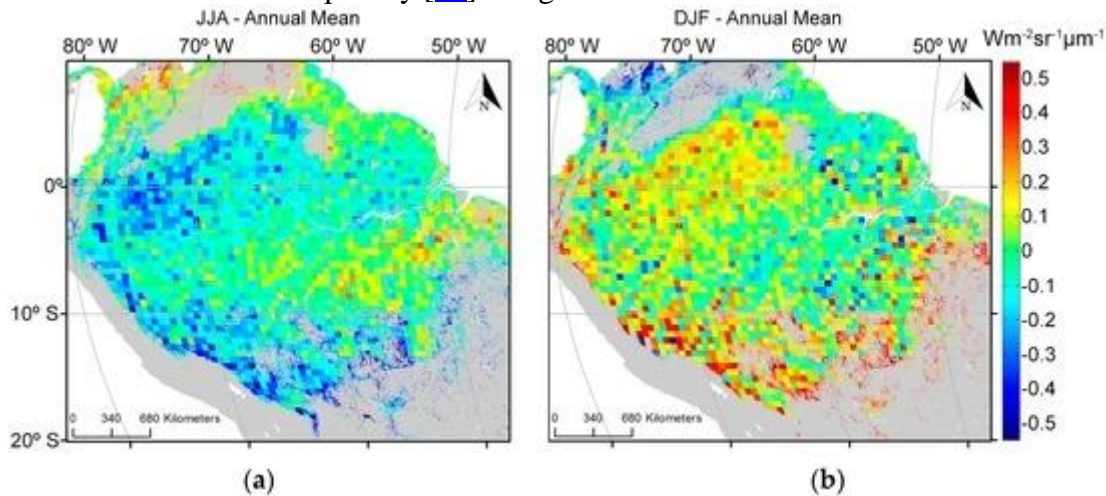 JJA - Annual Mean
DJF - Annual Mean
80º W 70º W 60º W 50º W
80º W 70º W 60º W 50º W
Wm⁻²sr⁻¹µm⁻¹
N
N
0º
10º S
20º S
0.5
0.4
0.3
0.2
0.1
0
-0.1
-0.2
-0.3
-0.4
-0.5
0 340 680 Kilometers
0 340 680 Kilometers
(a)
(b)